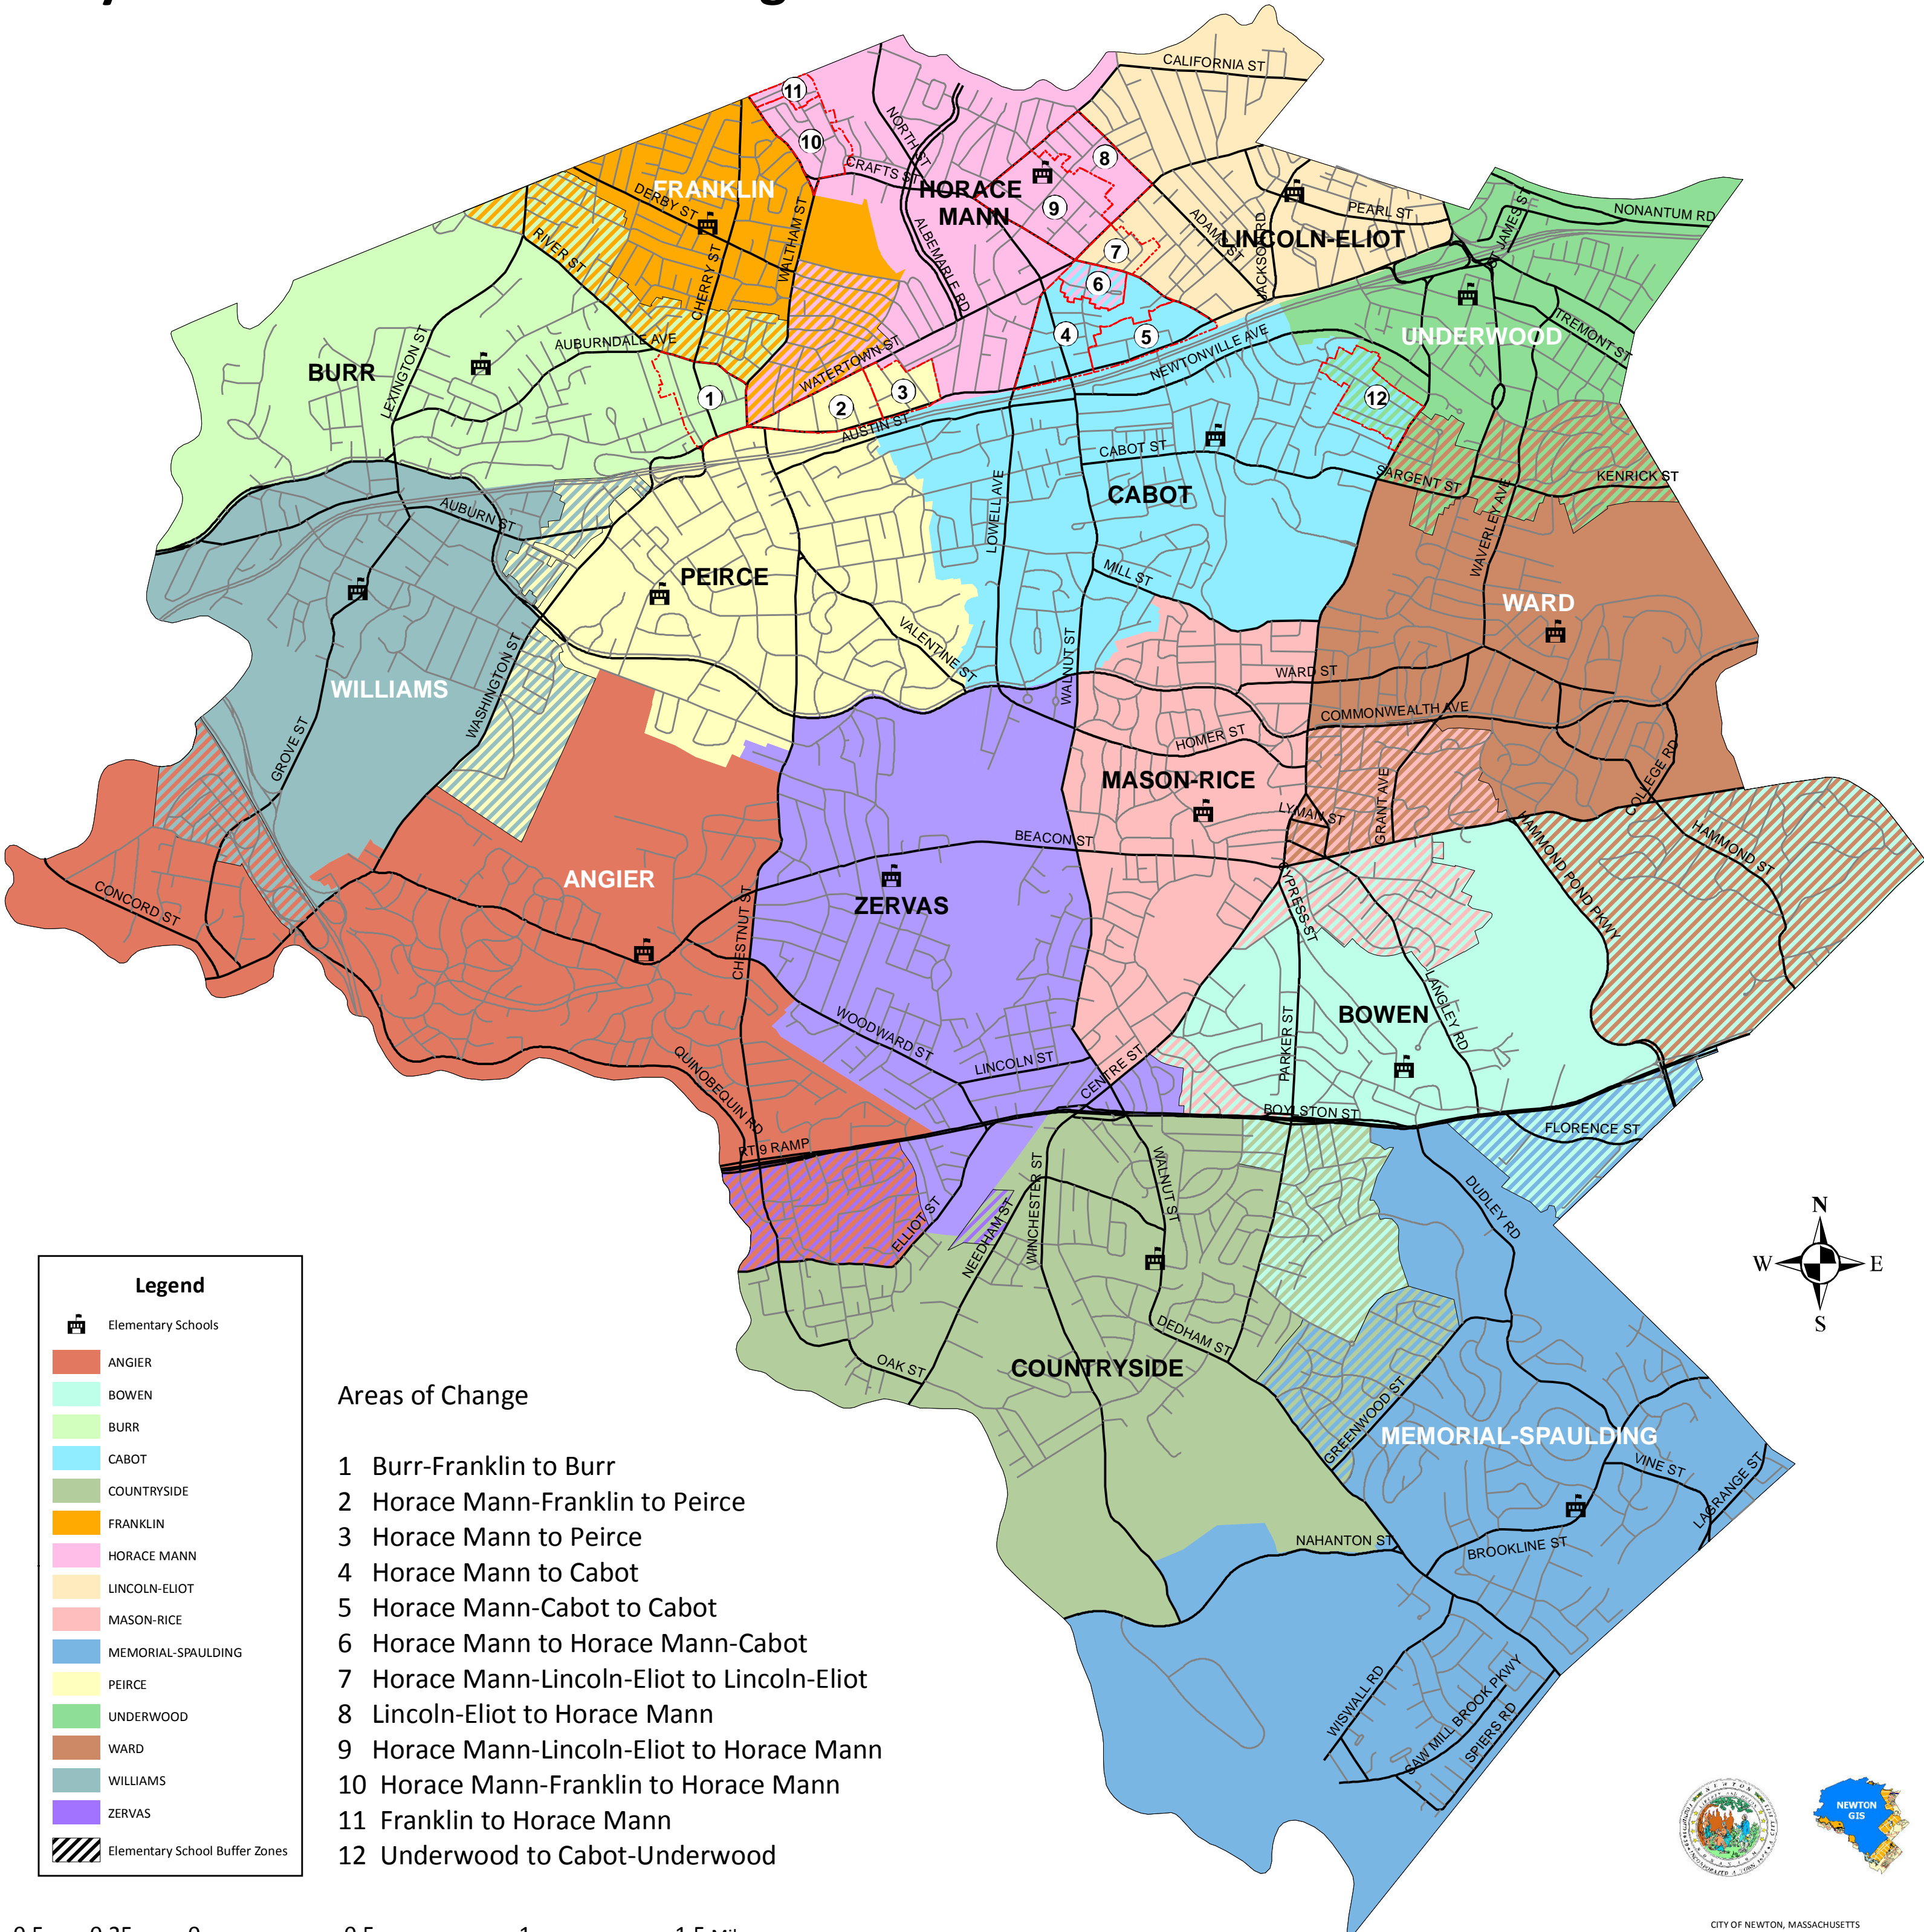 CALIFORNIA ST
11
NORTH ST
10
8
CRAFTS ST
FRANKLIN
HORACE
MANN
9
DERBY ST
PEARL ST
JAMES ST
NONANTUM RD
ADAMS ST
JACKSON RD
LINCOLN-ELIOT
WALTHAM ST
ALBEMARLE RD
7
RIVER ST
CHERRY ST
6
TREMONT ST
UNDERWOOD
4
5
NEWTONVILLE AVE
AUBURNDALE AVE
LEXINGTON ST
BURR
WATERTOWN ST
1
2
3
12
AUSTIN ST
CABOT ST
SARGENT ST
KENRICK ST
CABOT
LOWELL AVE
AUBURN ST
WAVERLEY AVE
PEIRCE
MILL ST
WARD
VALENTINE ST
WALNUT ST
WARD ST
WILLIAMS
WASHINGTON ST
COMMONWEALTH AVE
GROVE ST
HOMER ST
COLLEGE RD
MASON-RICE
GRANT AVE
LYMAN ST
HAMMOND POND PKWY
HAMMOND ST
BEACON ST
ANGIER
CONCORD ST
ZERVAS
CYPRESS ST
CHESTNUT ST
LANGLEY RD
BOWEN
WOODWARD ST
PARKER ST
LINCOLN ST
CENTRE ST
QUINOBEQUIN RD
BOYLSTON ST
FLORENCE ST
RT 9 RAMP
WALNUT ST
WINCHESTER ST
DUDLEY RD
ELLIOT ST
NEEDHAM ST
N
W
E
S
DEDHAM ST
OAK ST
COUNTRYSIDE
GREENWOOD ST
MEMORIAL-SPAULDING
VINE ST
LAGRANGE ST
NAHANTON ST
BROOKLINE ST
WISWALL RD
SAW MILL BROOK PKWY
SPIERS RD
Legend
Elementary Schools
ANGIER
BOWEN
BURR
CABOT
COUNTRYSIDE
FRANKLIN
HORACE MANN
LINCOLN-ELIOT
MASON-RICE
MEMORIAL-SPAULDING
PEIRCE
UNDERWOOD
WARD
WILLIAMS
ZERVAS
Elementary School Buffer Zones
Areas of Change
1 Burr-Franklin to Burr
2 Horace Mann-Franklin to Peirce
3 Horace Mann to Peirce
4 Horace Mann to Cabot
5 Horace Mann-Cabot to Cabot
6 Horace Mann to Horace Mann-Cabot
7 Horace Mann-Lincoln-Eliot to Lincoln-Eliot
8 Lincoln-Eliot to Horace Mann
9 Horace Mann-Lincoln-Eliot to Horace Mann
10 Horace Mann-Franklin to Horace Mann
11 Franklin to Horace Mann
12 Underwood to Cabot-Underwood
NEWTON
GIS
CITY OF NEWTON, MASSACHUSETTS